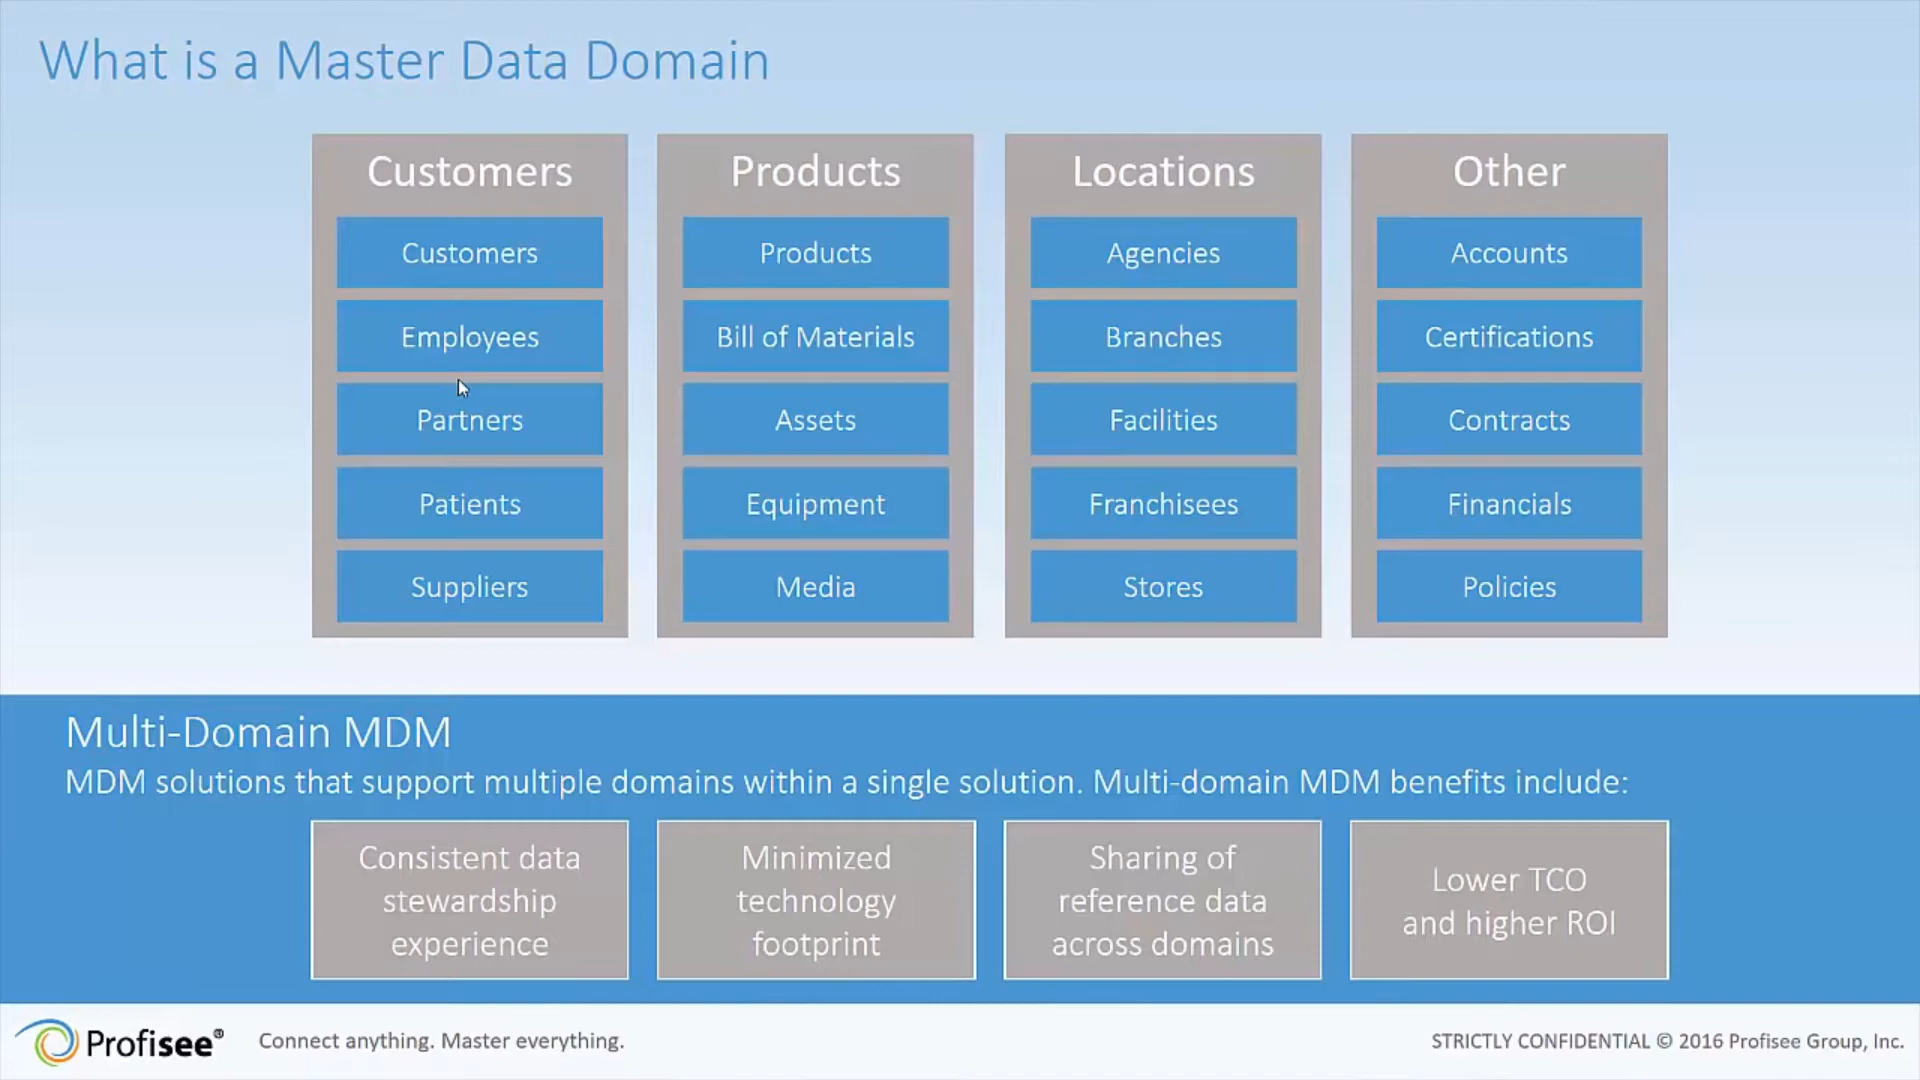 What is a Master Data Domain
Customers
Customers
Employees
Partners
Patients
Suppliers
Products
Products
Bill of Materials
Assets
Equipment
Media
Locations
Agencies
Branches
Facilities
Franchisees
Stores
Other
Accounts
Certifications
Contracts
Financials
Policies
Multi-Domain MDM
MDM solutions that support multiple domains within a single solution. Multi-domain MDM benefits include:
Consistent data
stewardship
experience
Minimized
technology
footprint
Sharing of
reference data
across domains
Lower TCO
and higher ROI
Profisee®
Connect anything. Master everything.
STRICTLY CONFIDENTIAL © 2016 Profisee Group, Inc.